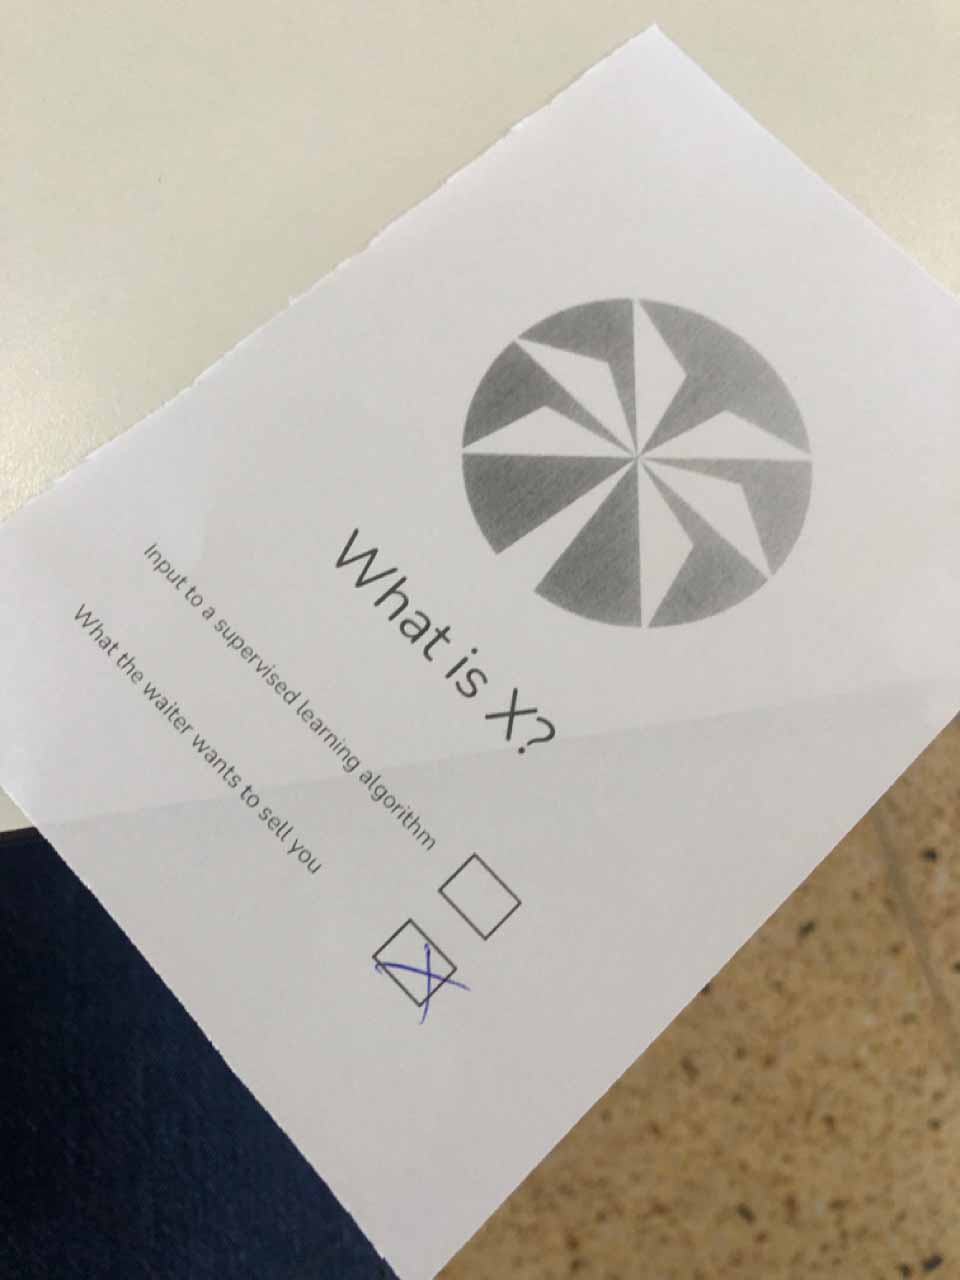 What is X?
Input to a supervised learning algorithm
What the waiter wants to sell you